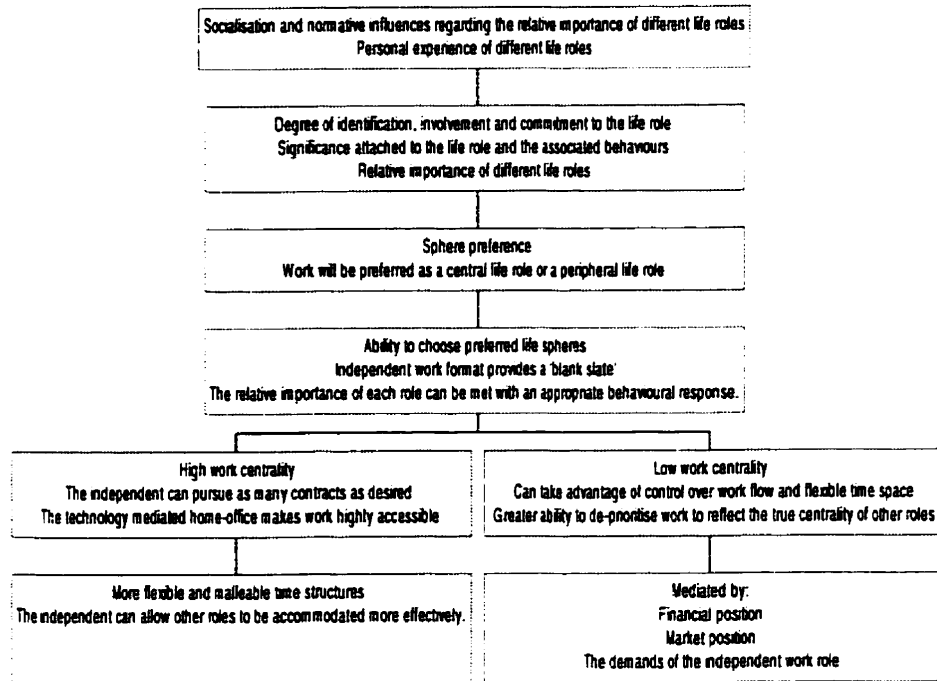 Socialisation and normative influences regarding the relative importance of different life roles
Personal experience of different life roles
Degree of identification, involvement and commitment to the life role
Significance attached to the life role and the associated behaviours
Relative importance of different life roles
Sphere preference
Work will be preferred as a central life role or a peripheral life role
Ability to choose preferred life spheres
Independent work format provides a 'blank slate'
The relative importance of each role can be met with an appropriate behavioural response.
High work centrality
The independent can pursue as many contracts as desired
The technology mediated home-office makes work highly accessible
Low work centrality
Can take advantage of control over work flow and flexible time space
Greater ability to de-prioritise work to reflect the true centrality of other roles
More flexible and malleable time structures
The independent can allow other roles to be accommodated more effectively.
Mediated by:
Financial position
Market position
The demands of the independent work role